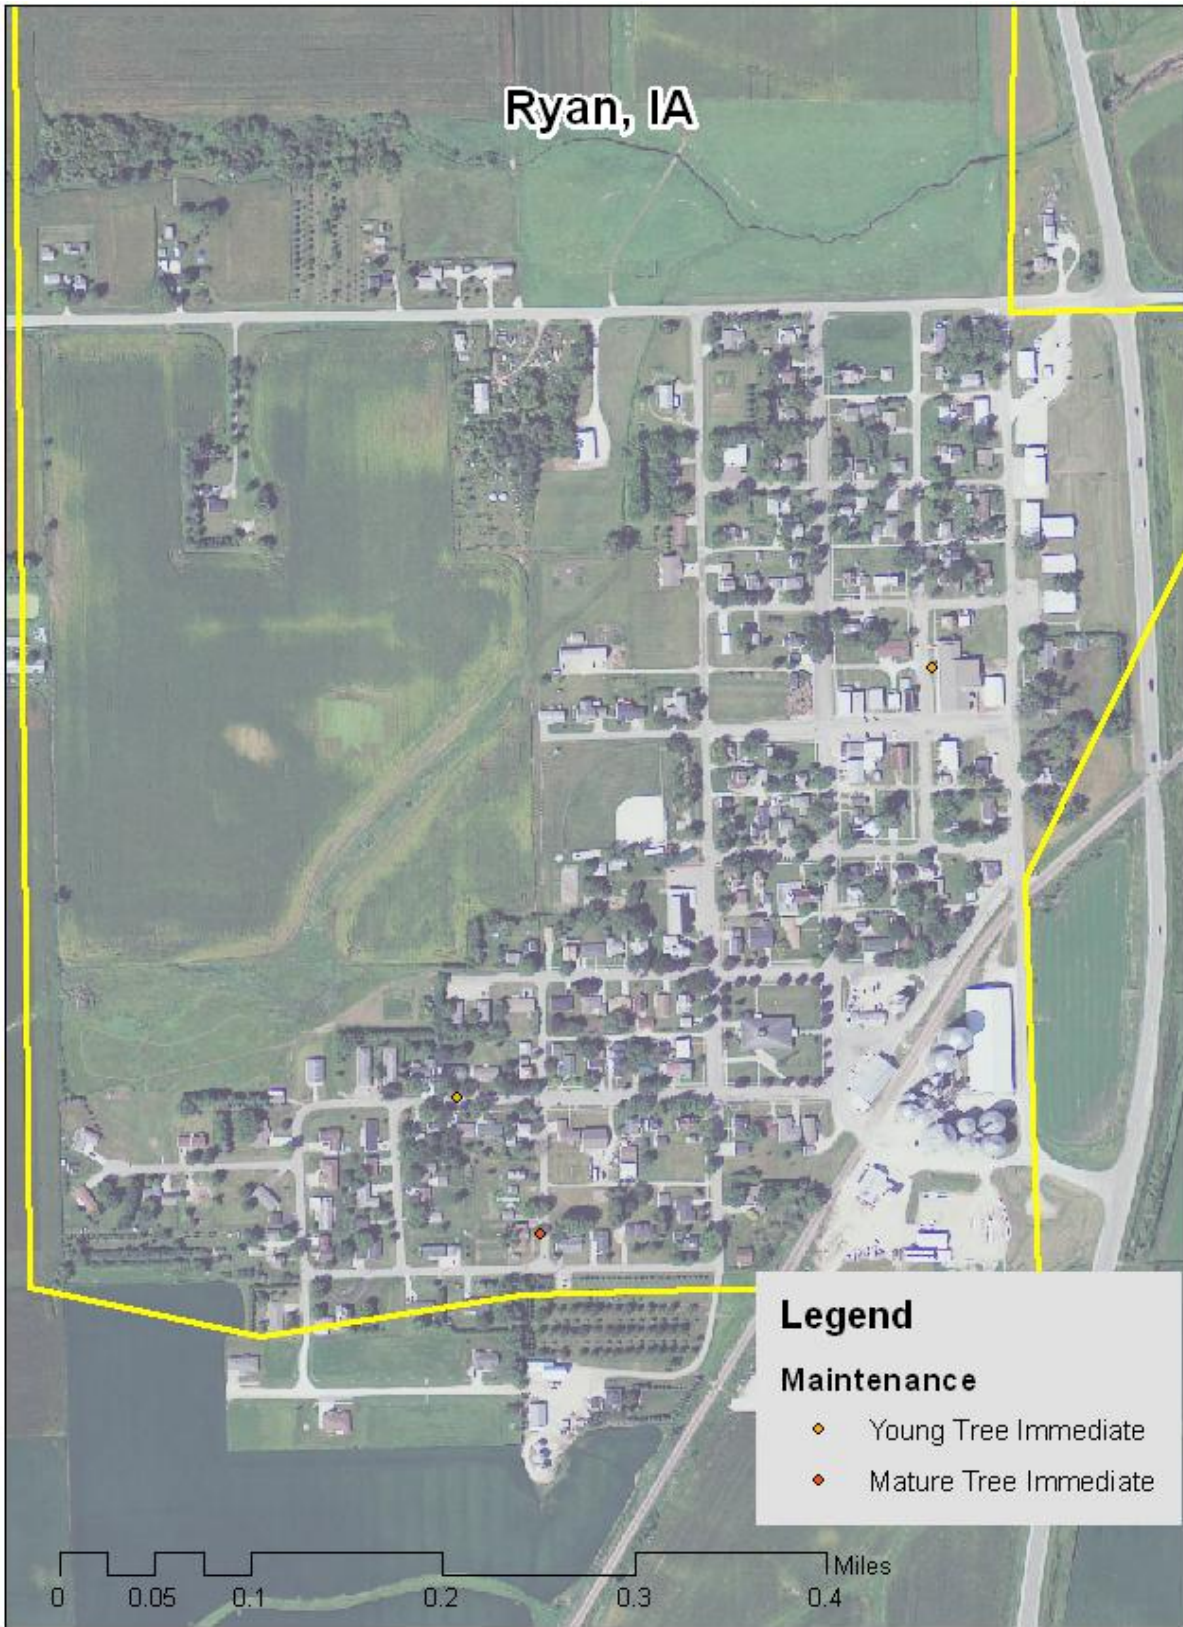 Ryan, IA
Legend
Maintenance
Young Tree Immediate
Mature Tree Immediate
Miles
0 0.05 0.1 0.2 0.3 0.4